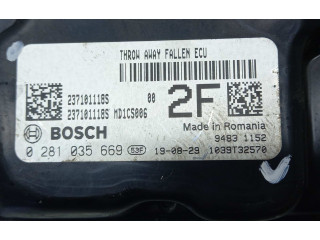 THROW AWAY FALLEN ECU
237101118S 00
237101118S MD1CS006
2F
BOSCH
Made in Romania
9483 1152
0 281 035 669 S3F 19-08-29 1039T32570